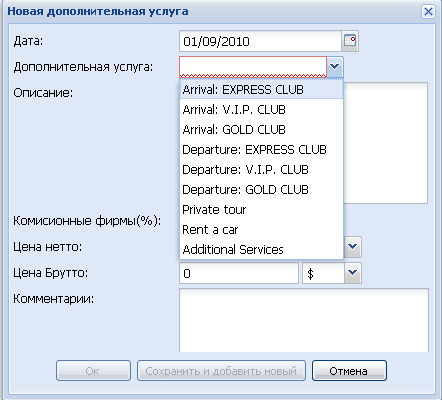 Новая дополнительная услуга
Дата: 01/09/2010
Дополнительная услуга:
Описание:
Arrival: EXPRESS CLUB
Arrival: V.I.P. CLUB
Arrival: GOLD CLUB
Departure: EXPRESS CLUB
Departure: V.I.P. CLUB
Departure: GOLD CLUB
Private tour
Rent a car
Additional Services
Комисионные фирмы(%):
Цена нетто:
Цена Брутто: 0 $
Комментарии:
Ок Сохранить и добавить новый Отмена